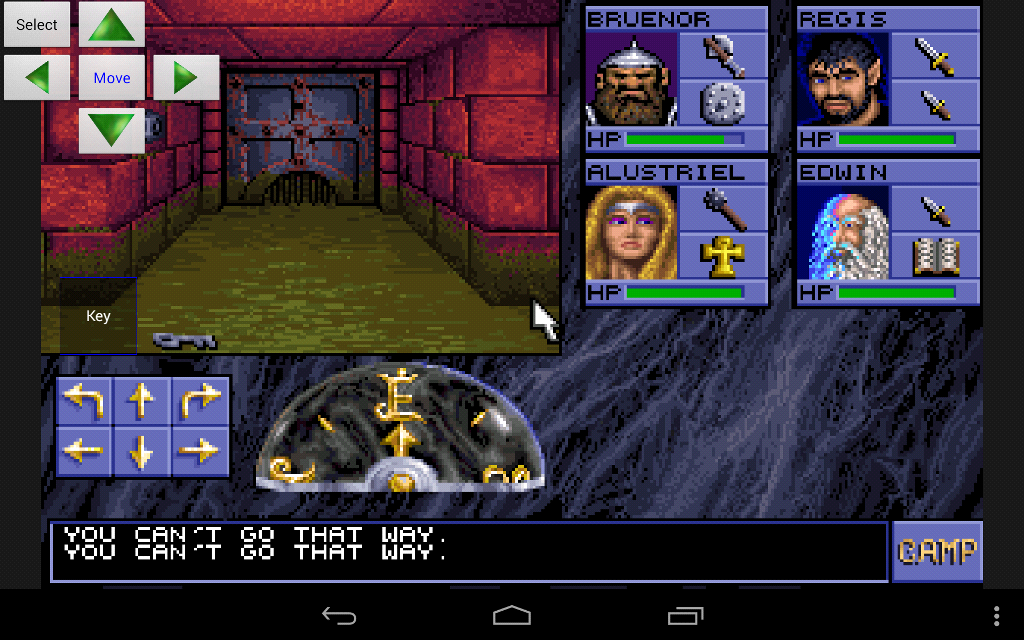 Select
Move
Key
BRUENOR
REGIS
HP
HP
ALUSTRIEL
EDWIN
HP
HP
E
YOU CAN'T GO THAT WAY.
YOU CAN'T GO THAT WAY.
CAMP